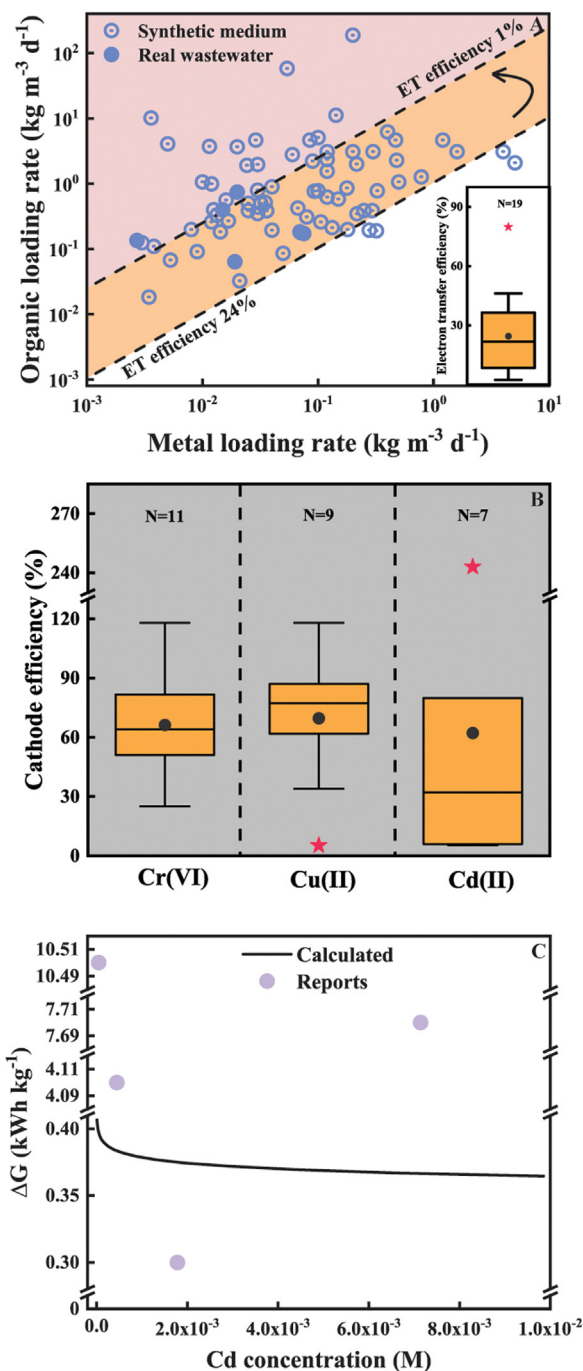 A
Synthetic medium
Real wastewater
ET efficiency 1%
ET efficiency 24%
Organic loading rate (kg m⁻³ d⁻¹)
10²
10¹
10⁰
10⁻¹
10⁻²
10⁻³
10⁻³ 10⁻² 10⁻¹ 10⁰ 10¹
Metal loading rate (kg m⁻³ d⁻¹)
Electron transfer efficiency (%)
90
60
30
N=19
B
N=11 N=9 N=7
Cathode efficiency (%)
270
240
120
90
60
30
0
Cr(VI) Cu(II) Cd(II)
C
Calculated
Reports
ΔG (kWh kg⁻¹)
10.51
10.49
7.71
7.69
4.11
4.09
0.40
0.35
0.30
0
0.0 2.0x10⁻³ 4.0x10⁻³ 6.0x10⁻³ 8.0x10⁻³ 1.0x10⁻²
Cd concentration (M)